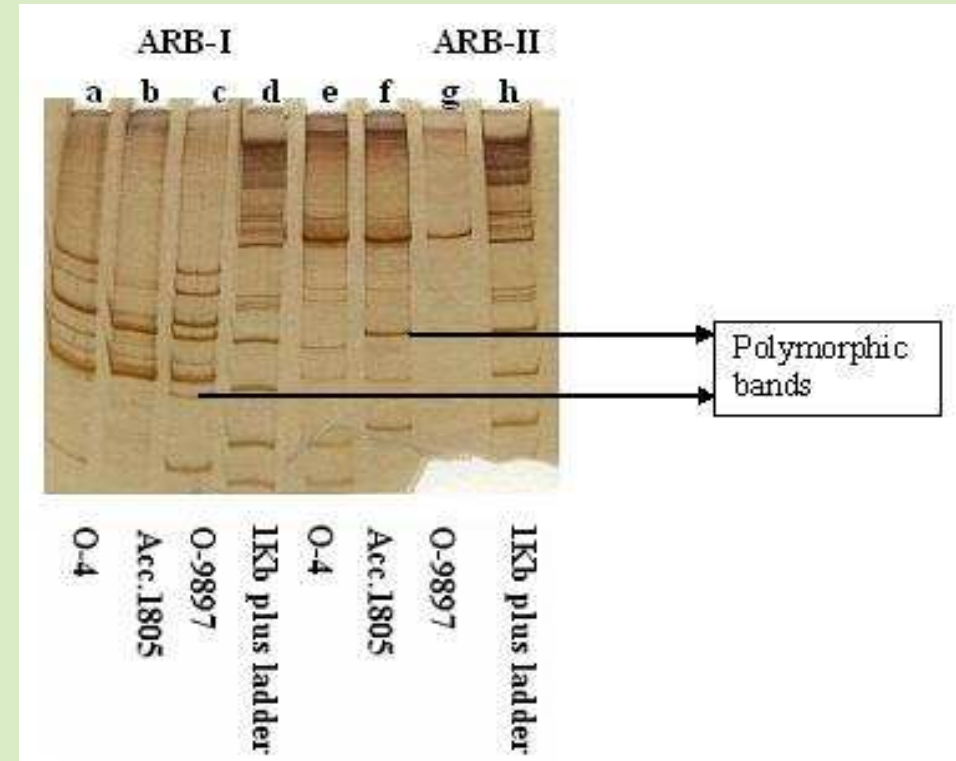 ARB-I ARB-II
a b c d e f g h
Polymorphic
bands
O-4
Acc.1805
O-9897
1Kb plus ladder
O-4
Acc.1805
O-9897
1Kb plus ladder